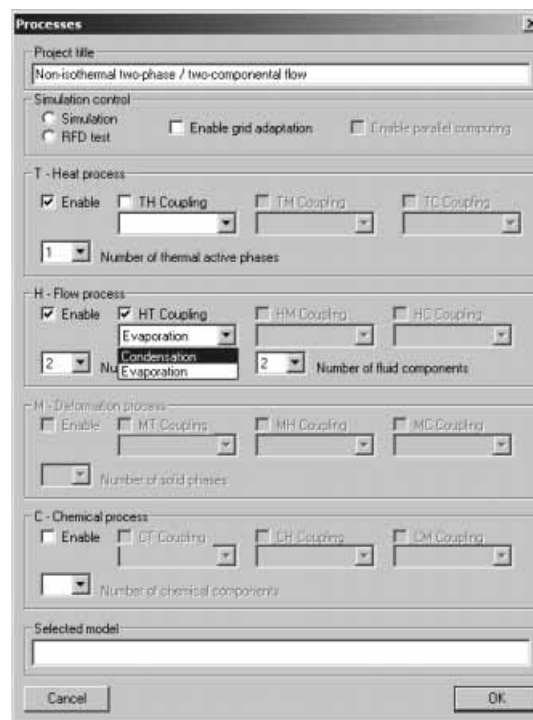 Processes
Project title
Non-isothermal two-phase / two-componental flow
Simulation control
Simulation
RFD test
Enable grid adaptation
Enable parallel computing
T - Heat process
Enable
TH Coupling
TM Coupling
TC Coupling
1
Number of thermal active phases
H - Flow process
Enable
HT Coupling
HM Coupling
HC Coupling
Evaporation
Condensation
Evaporation
2
Nu
2
Number of fluid components
M - Deformation process
Enable
MT Coupling
MH Coupling
MC Coupling
Number of solid phases
C - Chemical process
Enable
CT Coupling
CH Coupling
CM Coupling
Number of chemical components
Selected model
Cancel
OK